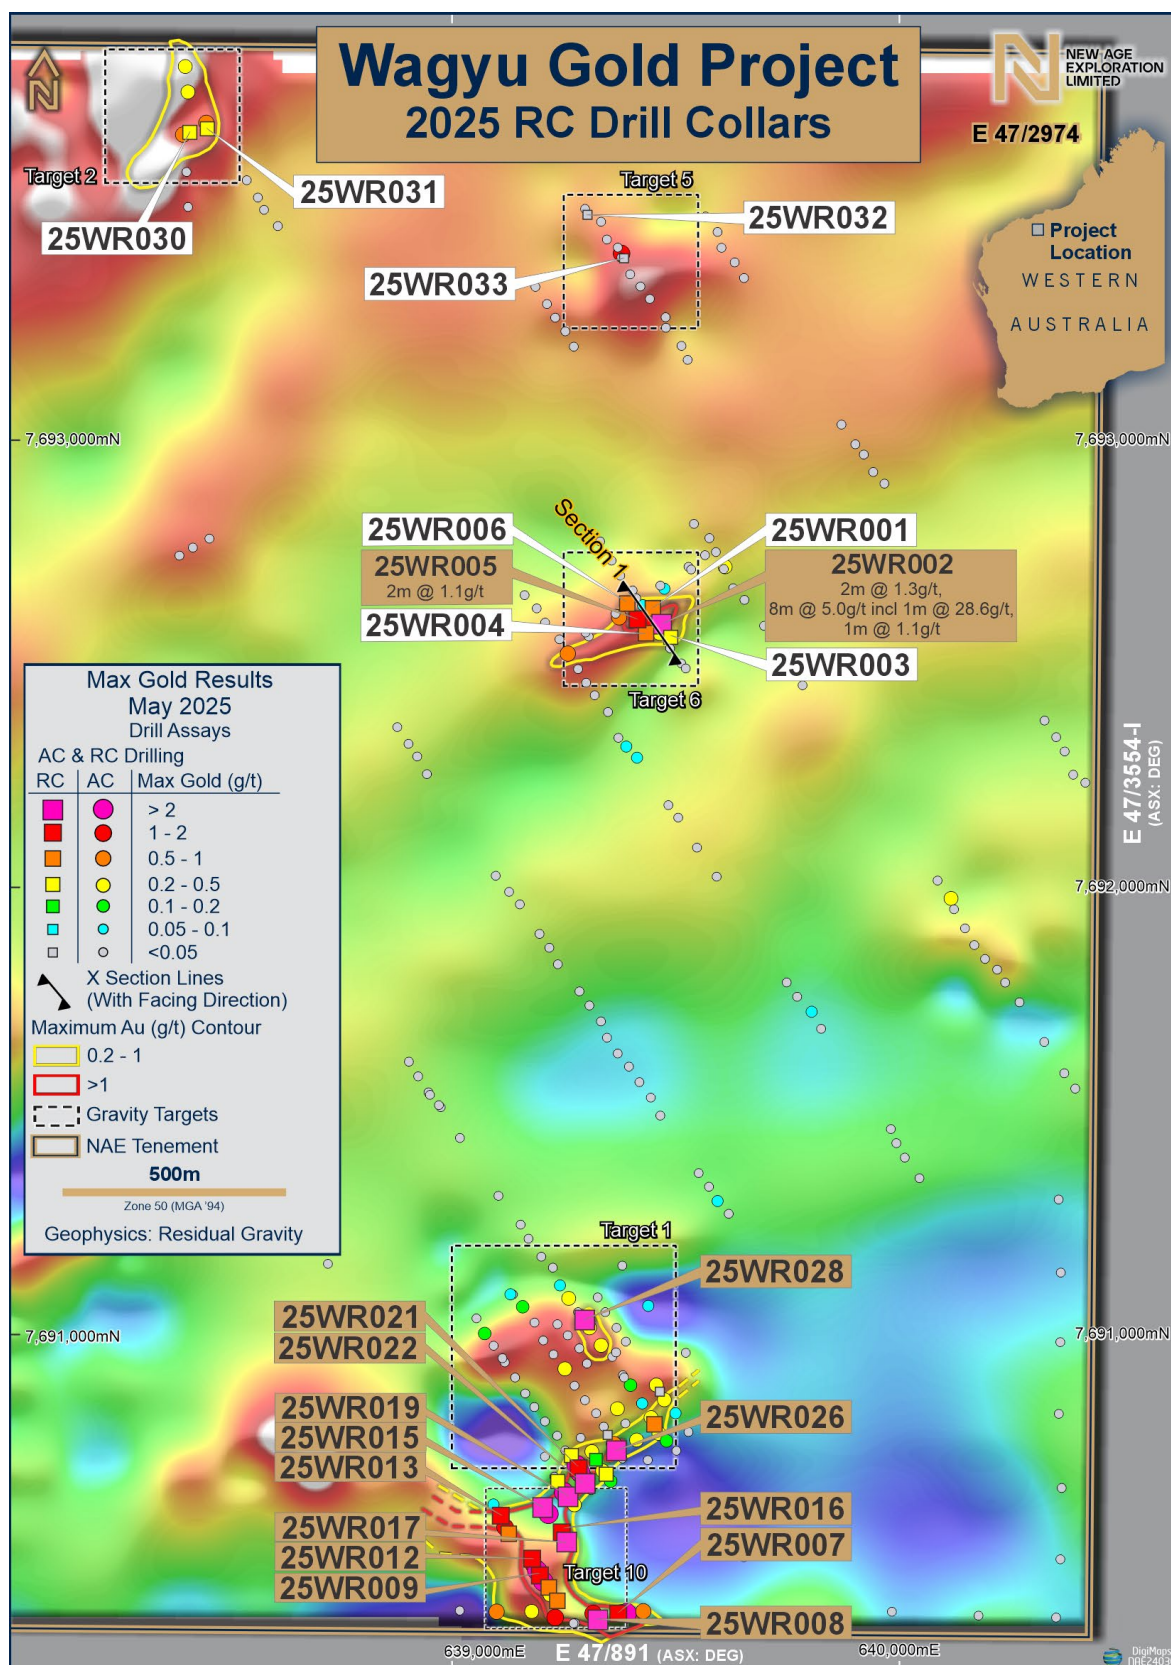 Wagyu Gold Project
2025 RC Drill Collars
NEW AGE
EXPLORATION
LIMITED
E 47/2974
N
Target 2
25WR031
25WR030
Target 5
25WR032
25WR033
Project
Location
WESTERN
AUSTRALIA
7,693,000mN
7,693,000mN
Section 1
25WR006
25WR005
2m @ 1.1g/t
25WR004
25WR001
25WR002
2m @ 1.3g/t,
8m @ 5.0g/t incl 1m @ 28.6g/t,
1m @ 1.1g/t
25WR003
Target 6
E 47/3554-I
(ASX: DEG)
7,692,000mN
Max Gold Results
May 2025
Drill Assays
AC & RC Drilling
RC AC Max Gold (g/t)
> 2
1 - 2
0.5 - 1
0.2 - 0.5
0.1 - 0.2
0.05 - 0.1
<0.05
X Section Lines
(With Facing Direction)
Maximum Au (g/t) Contour
0.2 - 1
>1
Gravity Targets
NAE Tenement
500m
Zone 50 (MGA '94)
Geophysics: Residual Gravity
Target 1
25WR028
25WR021
25WR022
7,691,000mN
7,691,000mN
25WR019
25WR015
25WR013
25WR026
25WR017
25WR012
25WR009
25WR016
25WR007
Target 10
25WR008
639,000mE
E 47/891 (ASX: DEG)
640,000mE
DigiMaps